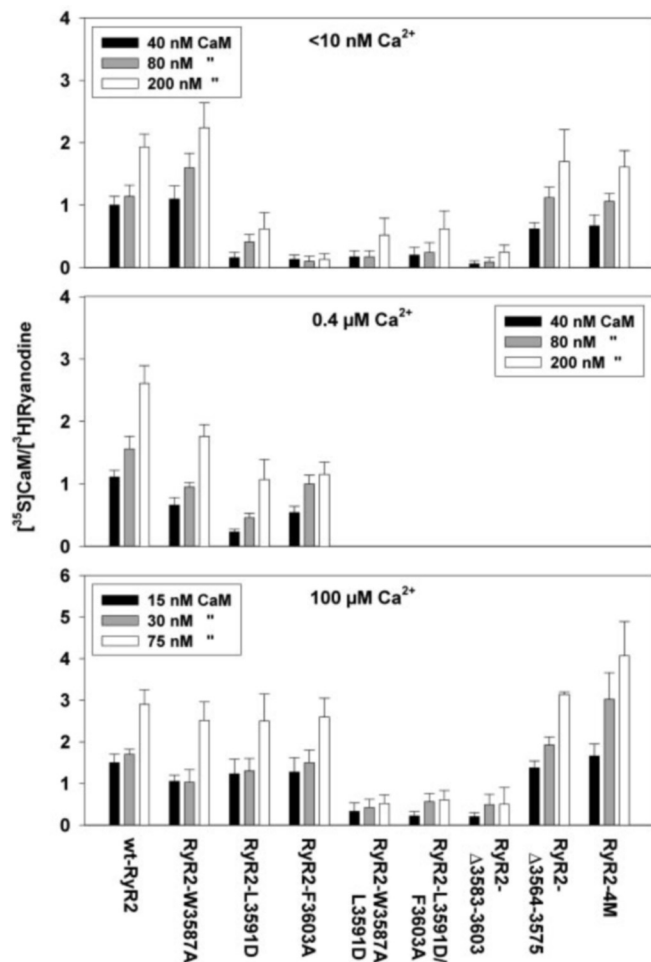 <10 nM Ca2+
40 nM CaM
80 nM "
200 nM "
4
3
2
1
0
0.4 µM Ca2+
40 nM CaM
80 nM "
200 nM "
4
3
2
1
0
[35S]CaM/[3H]Ryanodine
100 µM Ca2+
15 nM CaM
30 nM "
75 nM "
6
5
4
3
2
1
0
wt-RyR2
RyR2-W3587A
RyR2-L3591D
RyR2-F3603A
RyR2-W3587A
L3591D
RyR2-L3591D/
F3603A
RyR2-
Δ3583-3603
RyR2-
Δ3564-3575
RyR2-4M